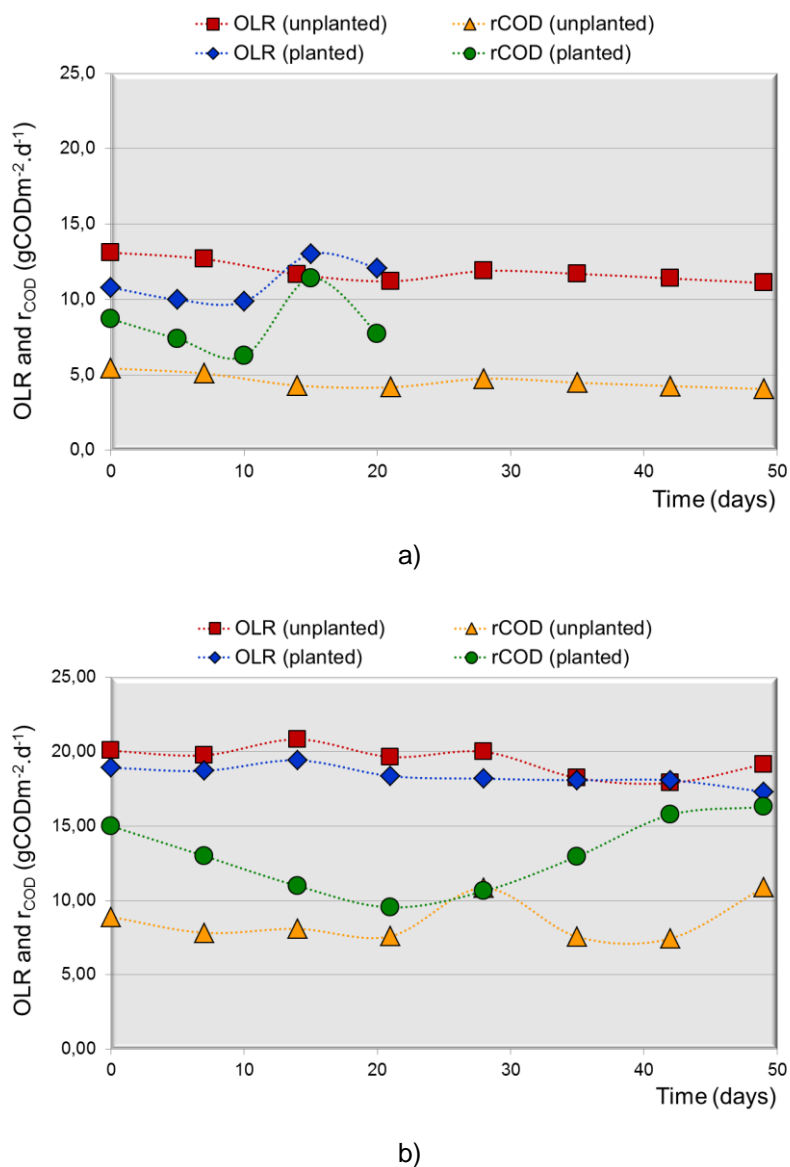 OLR (unplanted) rCOD (unplanted)
OLR (planted) rCOD (planted)
25,0
20,0
15,0
10,0
5,0
0,0
OLR and rCOD (gCODm-2.d-1)
0 10 20 30 40 50
Time (days)
a)
OLR (unplanted) rCOD (unplanted)
OLR (planted) rCOD (planted)
25,00
20,00
15,00
10,00
5,00
0,00
OLR and rCOD (gCODm-2.d-1)
0 10 20 30 40 50
Time (days)
b)